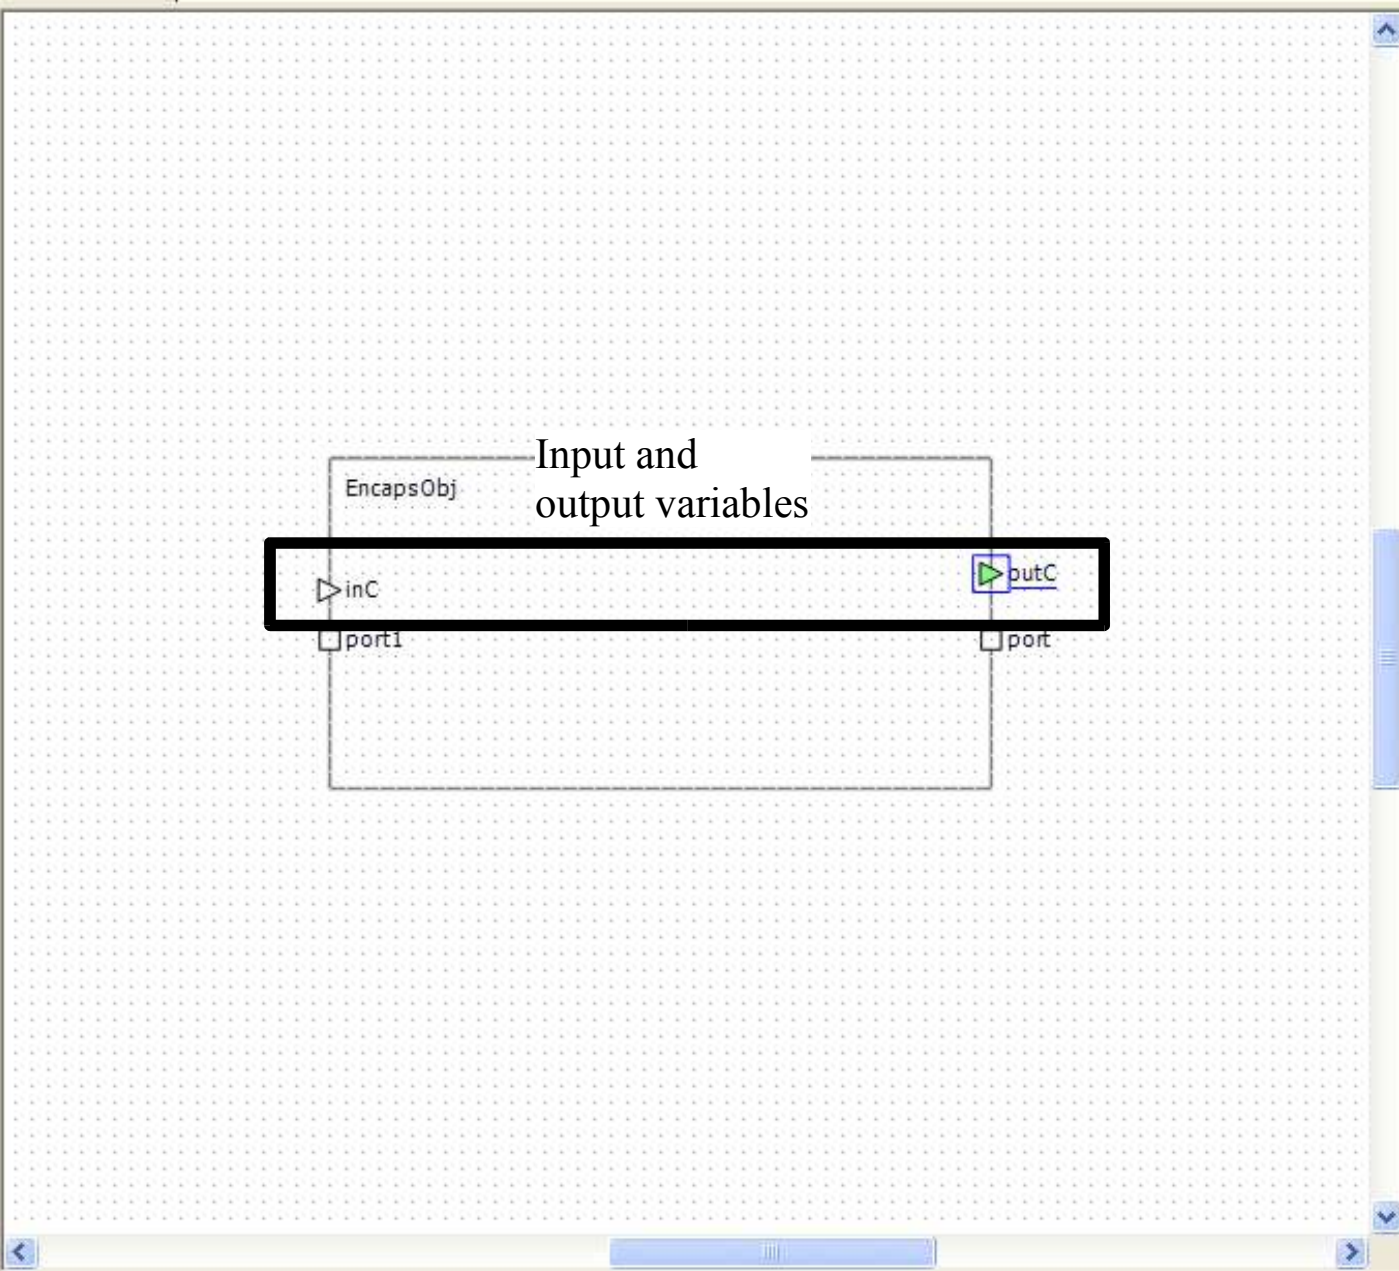 Input and
output variables
EncapsObj
outC
inC
port1
port